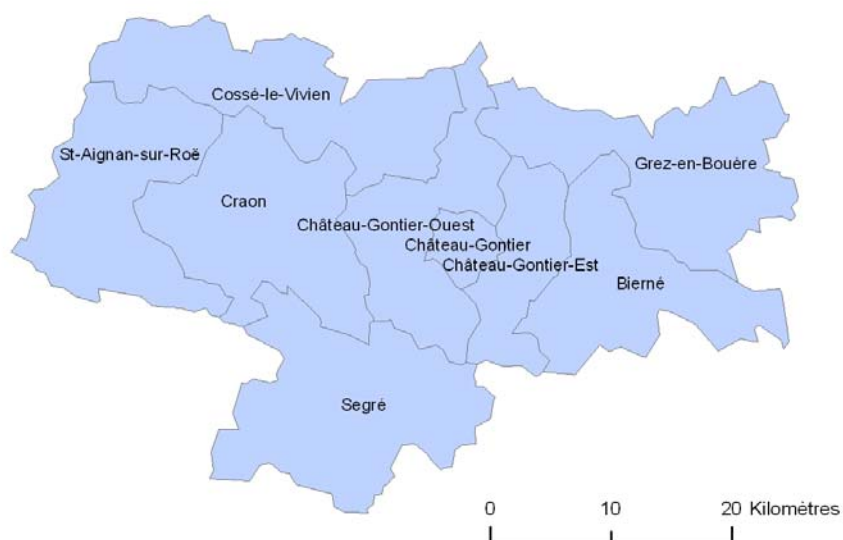 Cossé-le-Vivien
St-Aignan-sur-Roë
Grez-en-Bouère
Craon
Château-Gontier-Ouest
Château-Gontier
Château-Gontier-Est
Bierné
Segré
0 10 20 Kilomètres